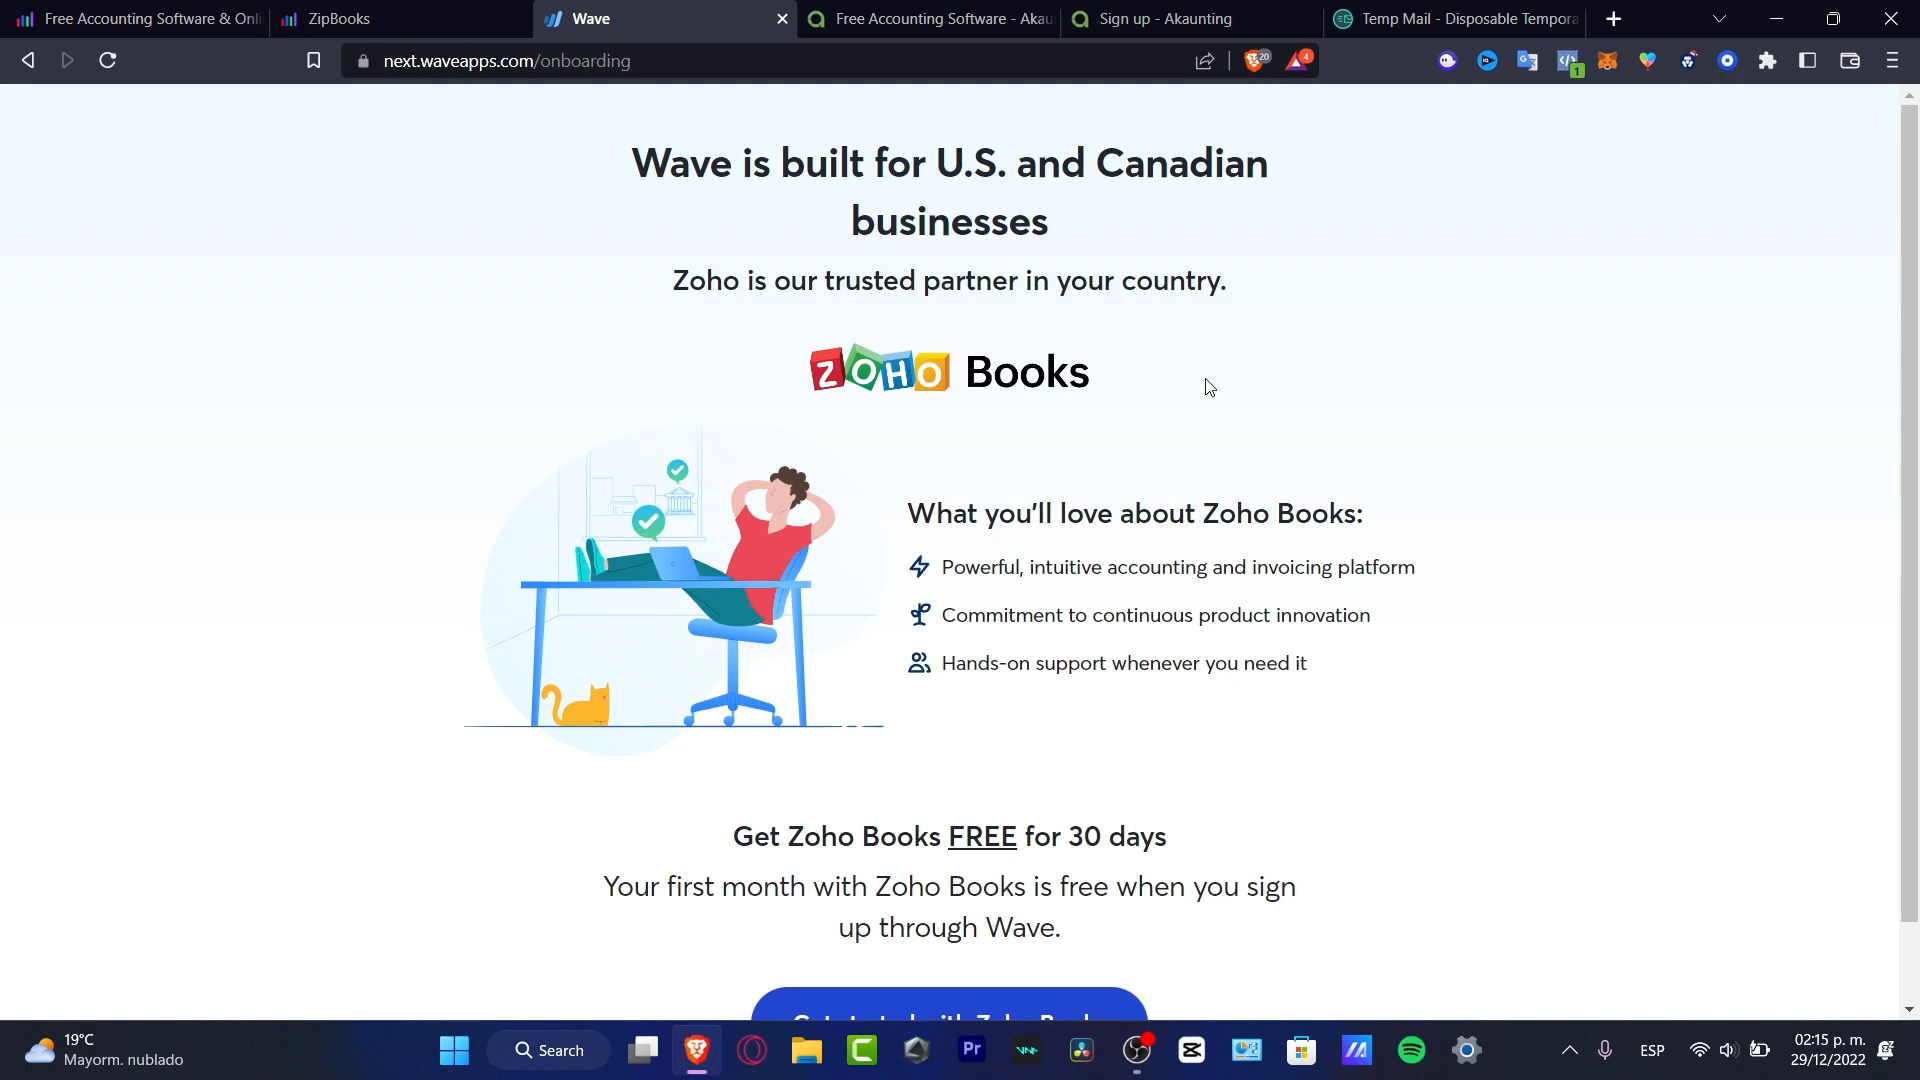 Free Accounting Software & Onli
ZipBooks
Wave
Free Accounting Software - Akau
Sign up - Akaunting
Temp Mail - Disposable Tempora
next.waveapps.com/onboarding
20
4
1
Wave is built for U.S. and Canadian
businesses
Zoho is our trusted partner in your country.
ZOHO Books
What you'll love about Zoho Books:
Powerful, intuitive accounting and invoicing platform
Commitment to continuous product innovation
Hands-on support whenever you need it
Get Zoho Books FREE for 30 days
Your first month with Zoho Books is free when you sign
up through Wave.
19°C
Mayorm. nublado
Search
Pr
ESP
02:15 p. m.
29/12/2022